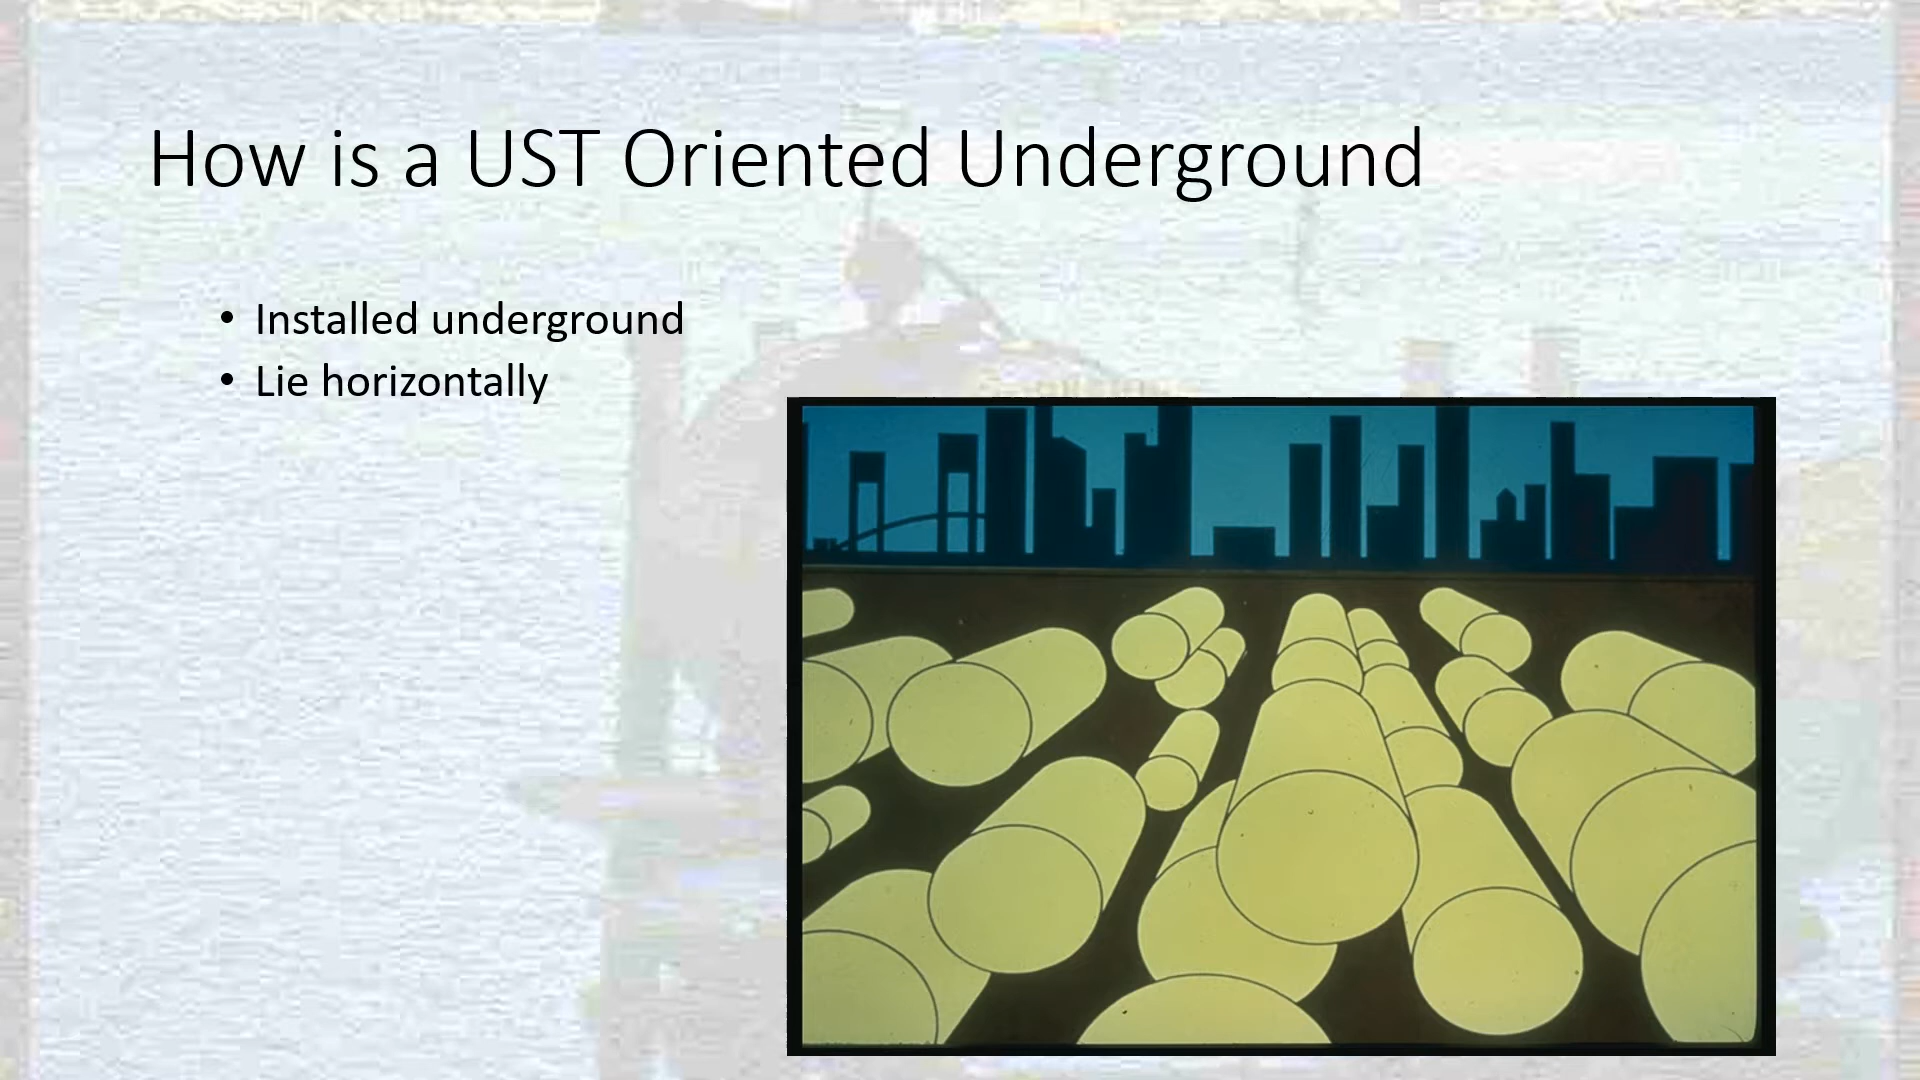 How is a UST Oriented Underground
• Installed underground
• Lie horizontally